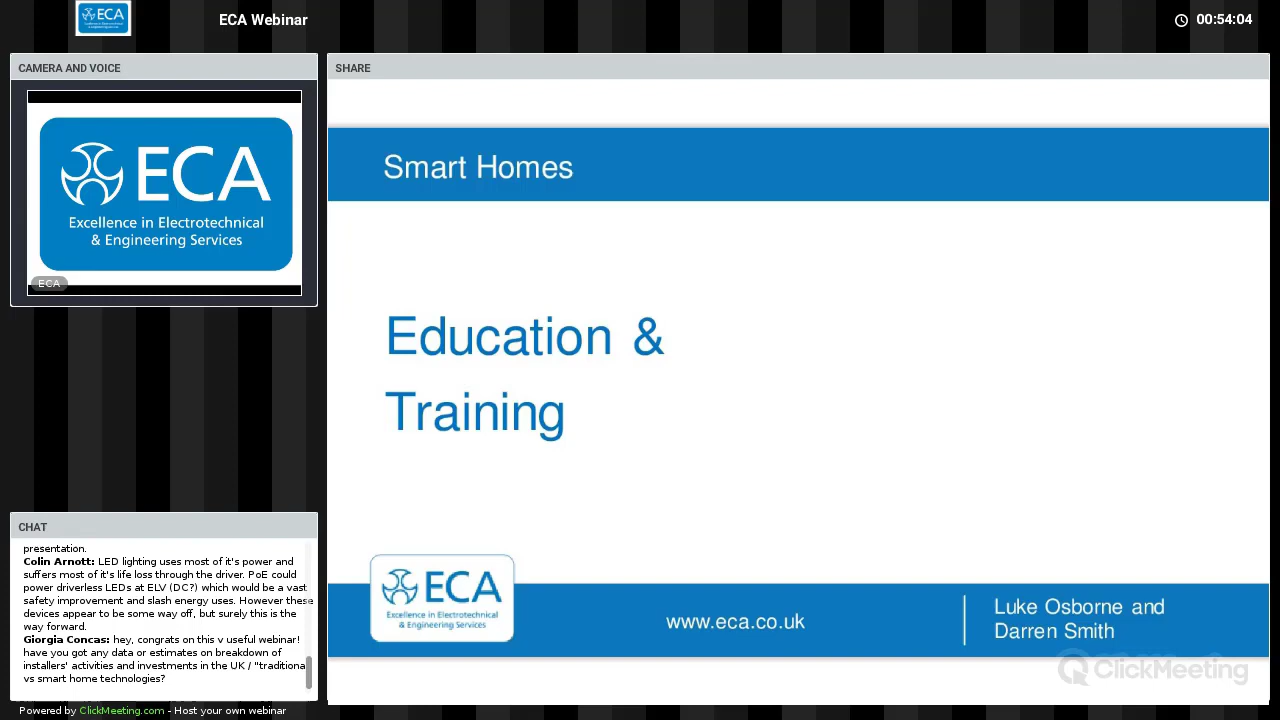 ECA
ECA Webinar
00:54:04
CAMERA AND VOICE
ECA
Excellence in Electrotechnical
& Engineering Services
ECA
SHARE
Smart Homes
Education &
Training
ECA
Excellence in Electrotechnical
& Engineering Services
www.eca.co.uk
Luke Osborne and
Darren Smith
ClickMeeting
CHAT
presentation.
Colin Arnott: LED lighting uses most of it's power and
suffers most of it's life loss through the driver. PoE could
power driverless LEDs at ELV (DC?) which would be a vast
safety improvement and slash energy uses. However these
devices appear to be some way off, but surely this is the
way forward.
Giorgia Concas: hey, congrats on this v useful webinar!
have you got any data or estimates on breakdown of
installers' activities and investments in the UK / "traditiona
vs smart home technologies?
Powered by ClickMeeting.com - Host your own webinar